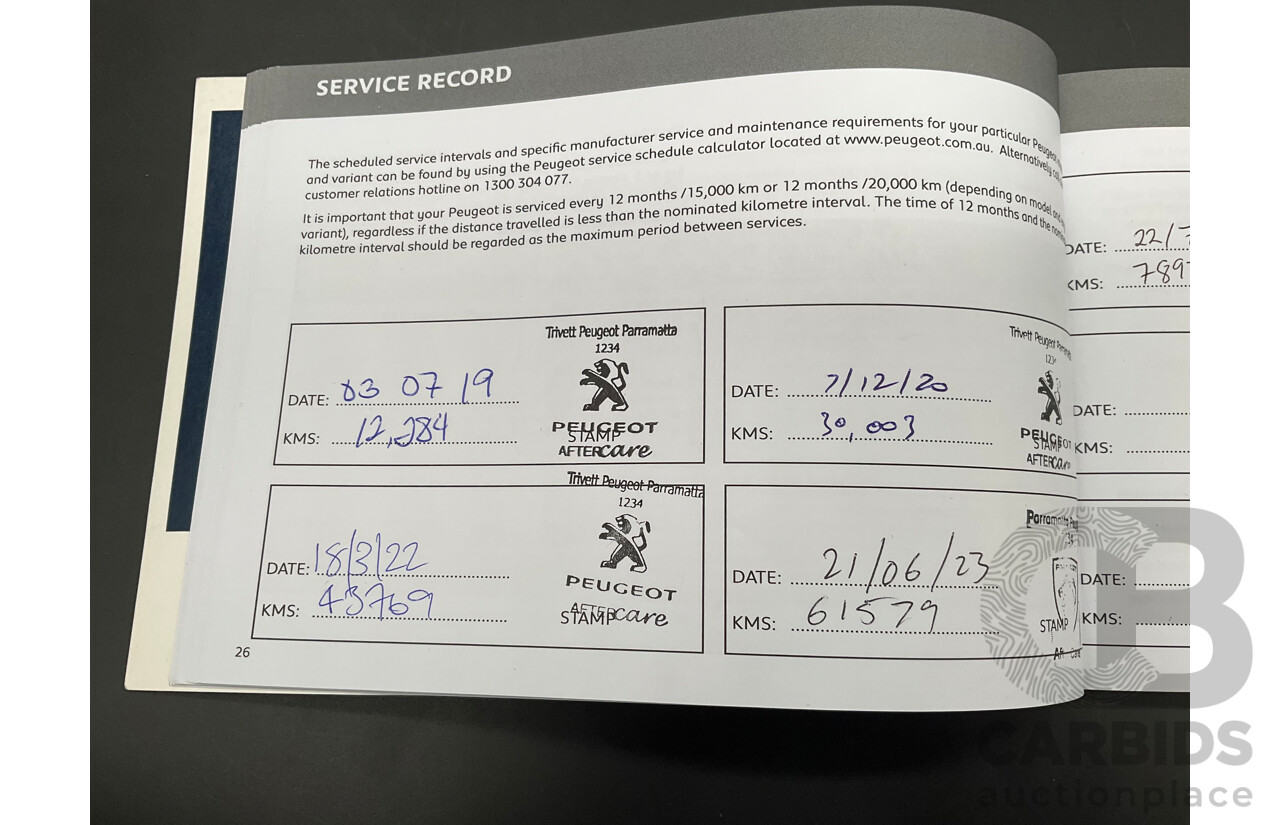 SERVICE RECORD
The scheduled service intervals and specific manufacturer service and maintenance requirements for your particular Peugeot
and variant can be found by using the Peugeot service schedule calculator located at www.peugeot.com.au. Alternatively
customer relations hotline on 1300 304 077.
It is important that your Peugeot is serviced every 12 months /15,000 km or 12 months /20,000 km (depending on model
variant), regardless if the distance travelled is less than the nominated kilometre interval. The time of 12 months and the
kilometre interval should be regarded as the maximum period between services.
Trivett Peugeot Parramatta
1234
DATE: 03 07 19
KMS: 12,284
PEUGEOT
STAMP
AFTERcare
Trivett Peugeot
DATE: 7/12/20
KMS: 30,003
PEUGEOT
STAMP
AFTERcare
Trivett Peugeot Parramatta
1234
DATE: 18/3/22
KMS: 43769
PEUGEOT
AFTERcare
STAMP
Parramatta
DATE: 21/06/23
KMS: 61579
STAMP
26
DATE: 22/7
KMS: 789
DATE:
KMS:
DATE:
KMS:
CARBIDS
auctionplace